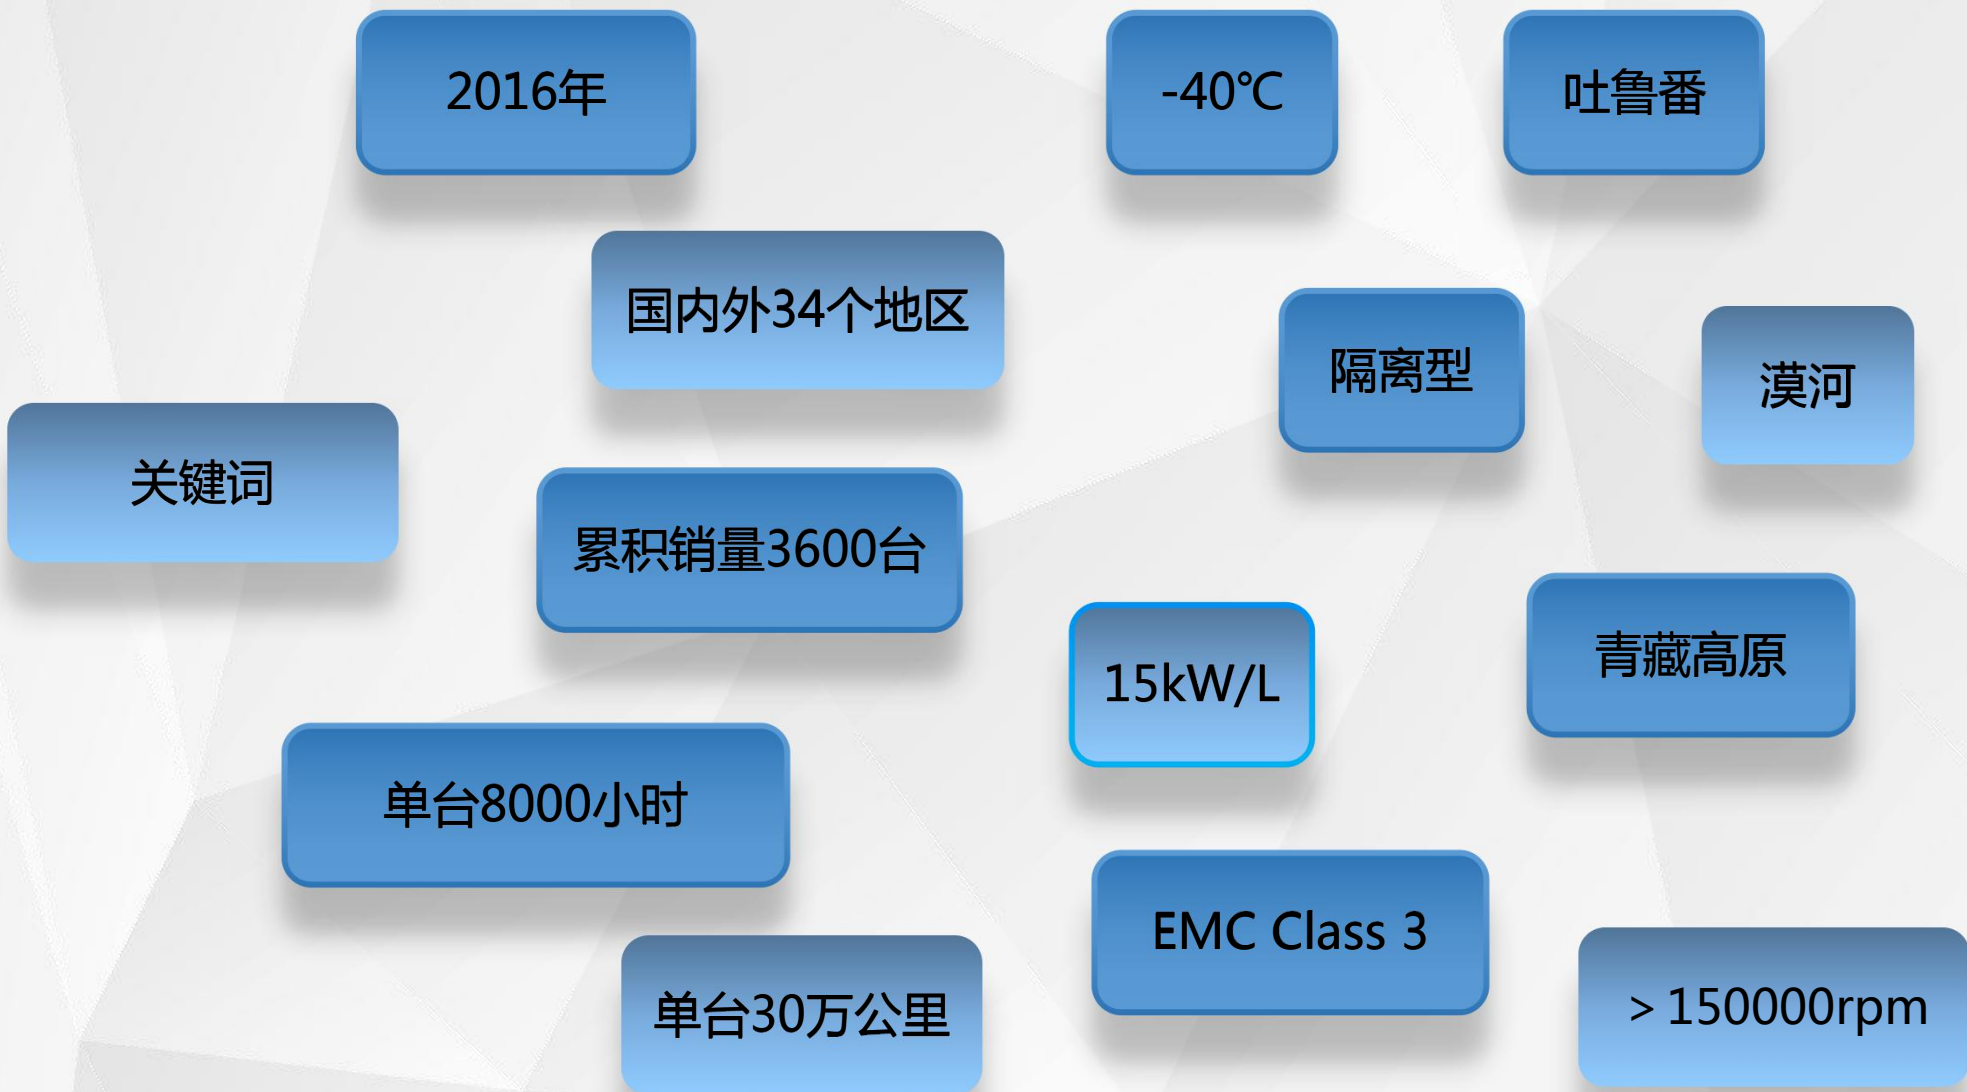 2016年
-40℃
吐鲁番
国内外34个地区
隔离型
漠河
关键词
累积销量3600台
15kW/L
青藏高原
单台8000小时
EMC Class 3
单台30万公里
＞150000rpm